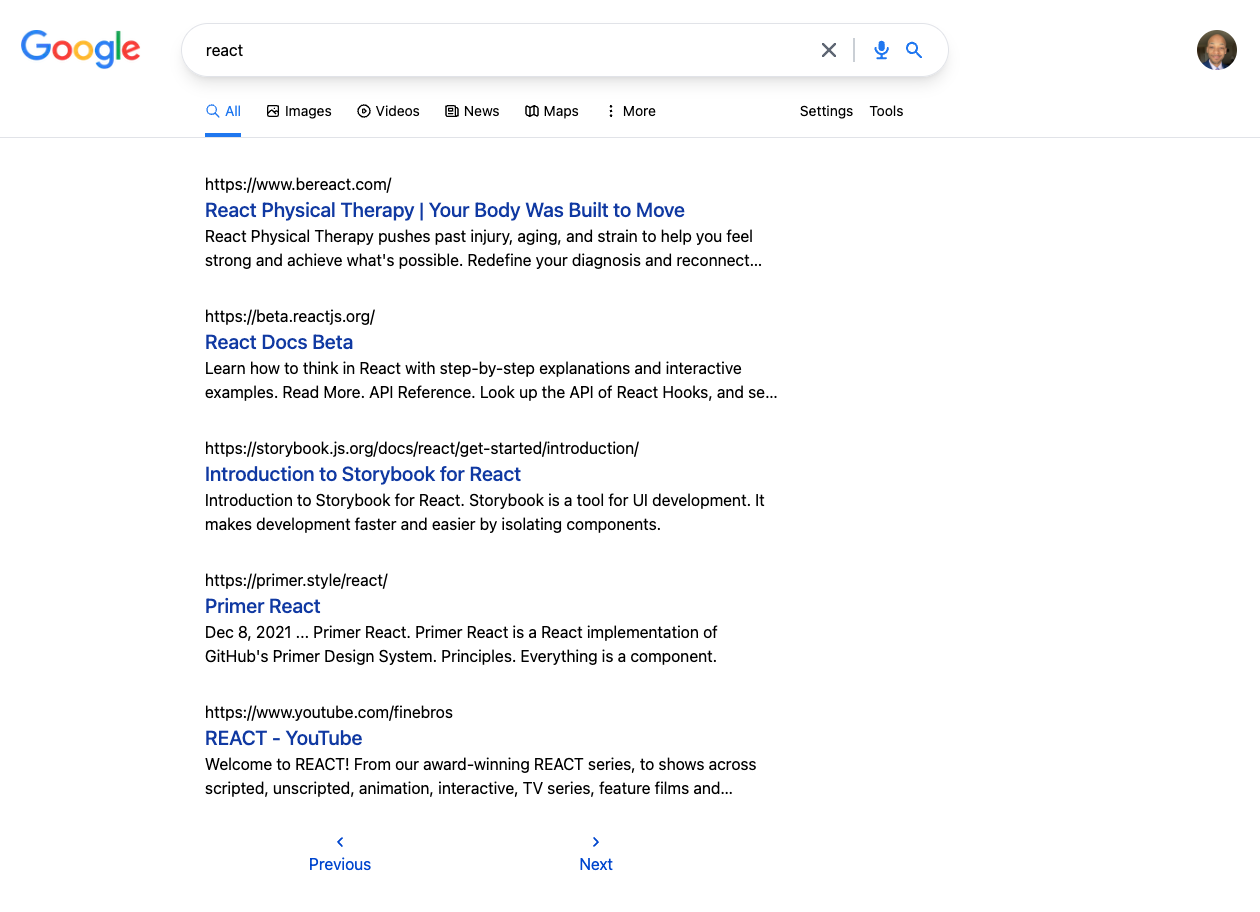 Google
react
All Images Videos News Maps More Settings Tools
https://www.bereact.com/
React Physical Therapy | Your Body Was Built to Move
React Physical Therapy pushes past injury, aging, and strain to help you feel
strong and achieve what's possible. Redefine your diagnosis and reconnect...
https://beta.reactjs.org/
React Docs Beta
Learn how to think in React with step-by-step explanations and interactive
examples. Read More. API Reference. Look up the API of React Hooks, and se...
https://storybook.js.org/docs/react/get-started/introduction/
Introduction to Storybook for React
Introduction to Storybook for React. Storybook is a tool for UI development. It
makes development faster and easier by isolating components.
https://primer.style/react/
Primer React
Dec 8, 2021 ... Primer React. Primer React is a React implementation of
GitHub's Primer Design System. Principles. Everything is a component.
https://www.youtube.com/finebros
REACT - YouTube
Welcome to REACT! From our award-winning REACT series, to shows across
scripted, unscripted, animation, interactive, TV series, feature films and...
Previous Next